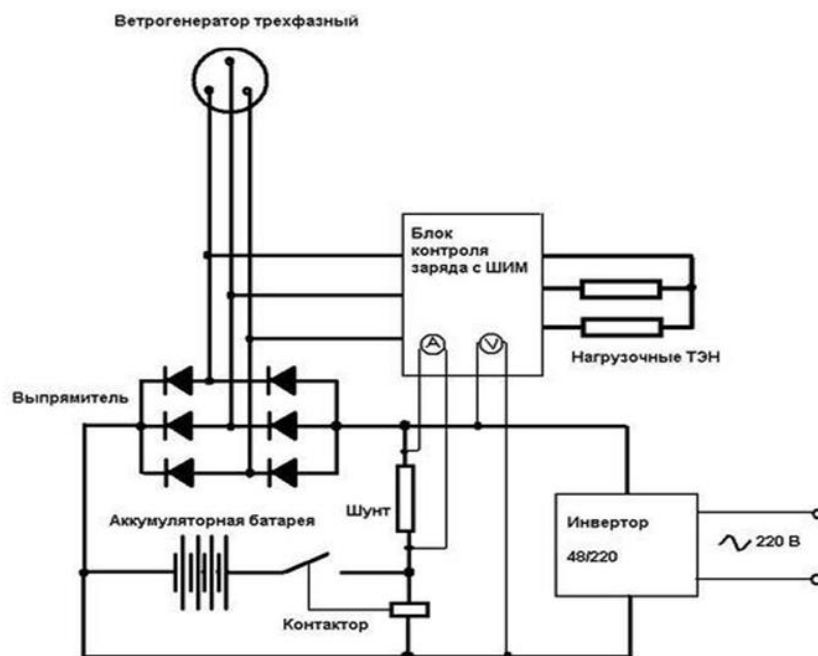 Ветрогенератор трехфазный
Блок
контроля
заряда с ШИМ
A
V
Нагрузочные ТЭН
Выпрямитель
Шунт
Аккумуляторная батарея
Инвертор
48/220
220 В
Контактор